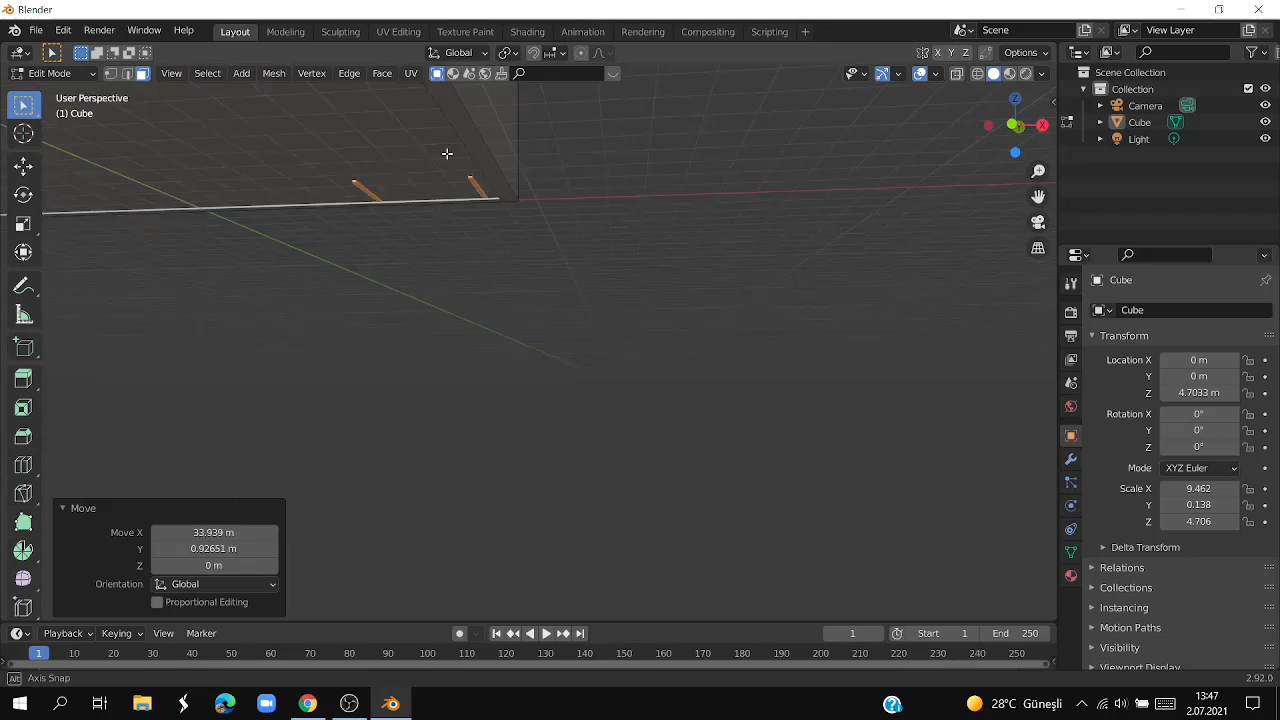 Blender
File Edit Render Window Help Layout Modeling Sculpting UV Editing Texture Paint Shading Animation Rendering Compositing Scripting + Scene View Layer
Global X Y Z Options
Edit Mode View Select Add Mesh Vertex Edge Face UV
User Perspective
(1) Cube
Z
X
Y
Scene Collection
Collection
Camera
Cube
Light
Cube
Cube
Transform
Location X 0 m
Y 0 m
Z 4.7033 m
Rotation X 0°
Y 0°
Z 0°
Mode XYZ Euler
Scale X 9.462
Y 0.138
Z 4.706
Delta Transform
Relations
Collections
Instancing
Motion Paths
Visibility
Viewport Display
Move
Move X 33.939 m
Y 0.92651 m
Z 0 m
Orientation Global
Proportional Editing
Playback Keying View Marker 1 Start 1 End 250
1 10 20 30 40 50 60 70 80 90 100 110 120 130 140 150 160 170 180 190 200 210 220 230 240 250
Alt Axis Snap 2.92.0
28°C Güneşli 13:47
2.07.2021